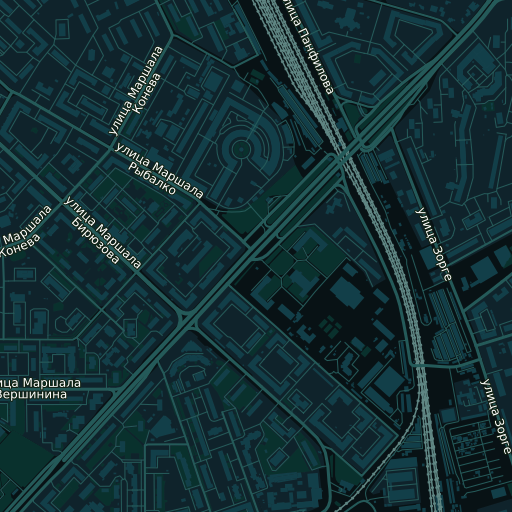 улица Панфилова
улица Маршала
Конева
улица Маршала
Рыбалко
улица Маршала
Бирюзова
Маршала
Конева
улица Зорге
Маршала
Вершинина
улица Зорге